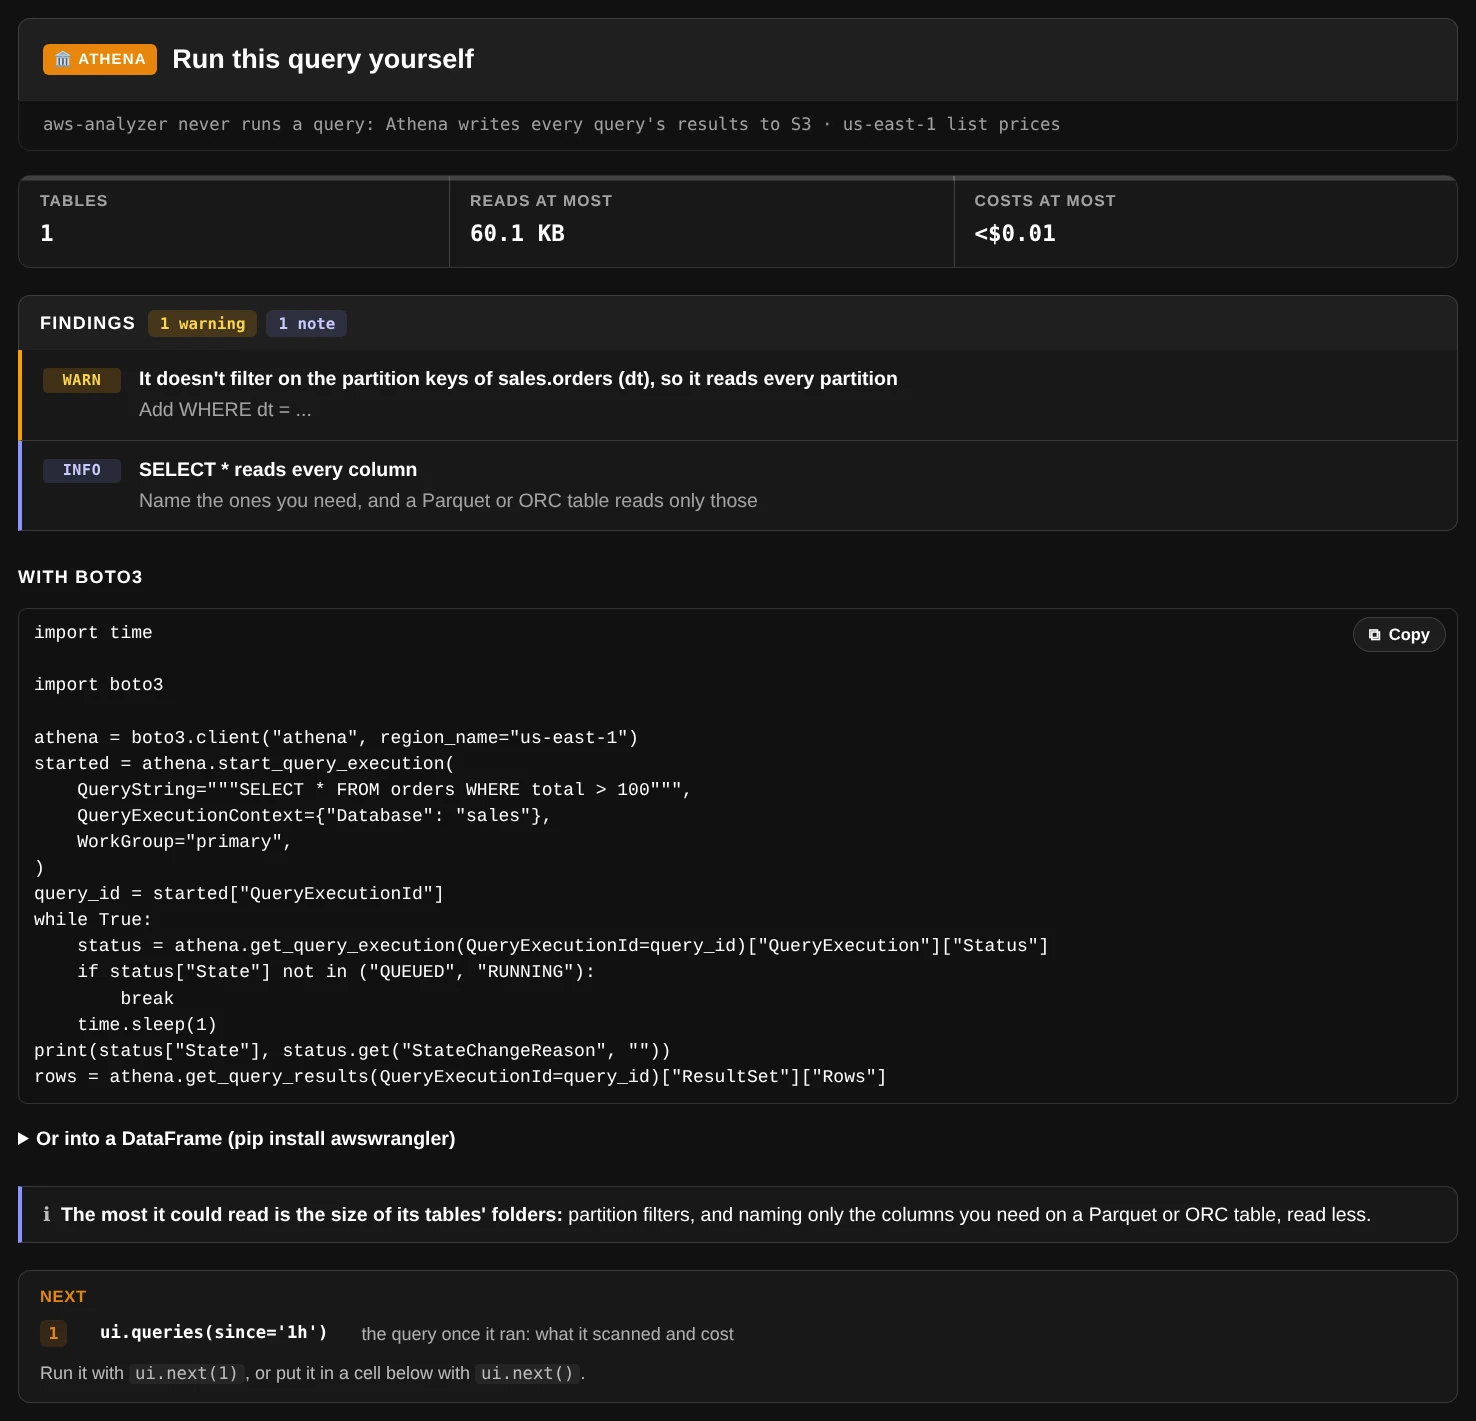 🏛️ ATHENA Run this query yourself
aws-analyzer never runs a query: Athena writes every query's results to S3 · us-east-1 list prices
TABLES
1
READS AT MOST
60.1 KB
COSTS AT MOST
<$0.01
FINDINGS 1 warning 1 note
WARN It doesn't filter on the partition keys of sales.orders (dt), so it reads every partition
Add WHERE dt = ...
INFO SELECT * reads every column
Name the ones you need, and a Parquet or ORC table reads only those
WITH BOTO3
⧉ Copy
import time

import boto3

athena = boto3.client("athena", region_name="us-east-1")
started = athena.start_query_execution(
    QueryString="""SELECT * FROM orders WHERE total > 100""",
    QueryExecutionContext={"Database": "sales"},
    WorkGroup="primary",
)
query_id = started["QueryExecutionId"]
while True:
    status = athena.get_query_execution(QueryExecutionId=query_id)["QueryExecution"]["Status"]
    if status["State"] not in ("QUEUED", "RUNNING"):
        break
    time.sleep(1)
print(status["State"], status.get("StateChangeReason", ""))
rows = athena.get_query_results(QueryExecutionId=query_id)["ResultSet"]["Rows"]
▶ Or into a DataFrame (pip install awswrangler)
ℹ The most it could read is the size of its tables' folders: partition filters, and naming only the columns you need on a Parquet or ORC table, read less.
NEXT
1 ui.queries(since='1h') the query once it ran: what it scanned and cost
Run it with ui.next(1), or put it in a cell below with ui.next().